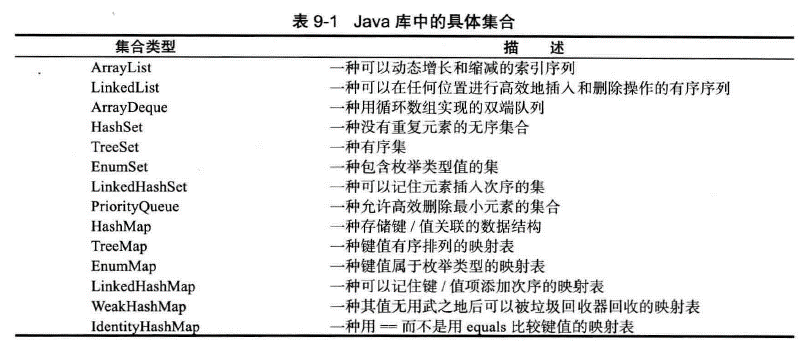 表 9-1 Java 库中的具体集合
集合类型 描 述
ArrayList 一种可以动态增长和缩减的索引序列
LinkedList 一种可以在任何位置进行高效地插入和删除操作的有序序列
ArrayDeque 一种用循环数组实现的双端队列
HashSet 一种没有重复元素的无序集合
TreeSet 一种有序集
EnumSet 一种包含枚举类型值的集
LinkedHashSet 一种可以记住元素插入次序的集
PriorityQueue 一种允许高效删除最小元素的集合
HashMap 一种存储键 / 值关联的数据结构
TreeMap 一种键值有序排列的映射表
EnumMap 一种键值属于枚举类型的映射表
LinkedHashMap 一种可以记住键 / 值项添加次序的映射表
WeakHashMap 一种其值无用武之地后可以被垃圾回收器回收的映射表
IdentityHashMap 一种用 == 而不是用 equals 比较键值的映射表